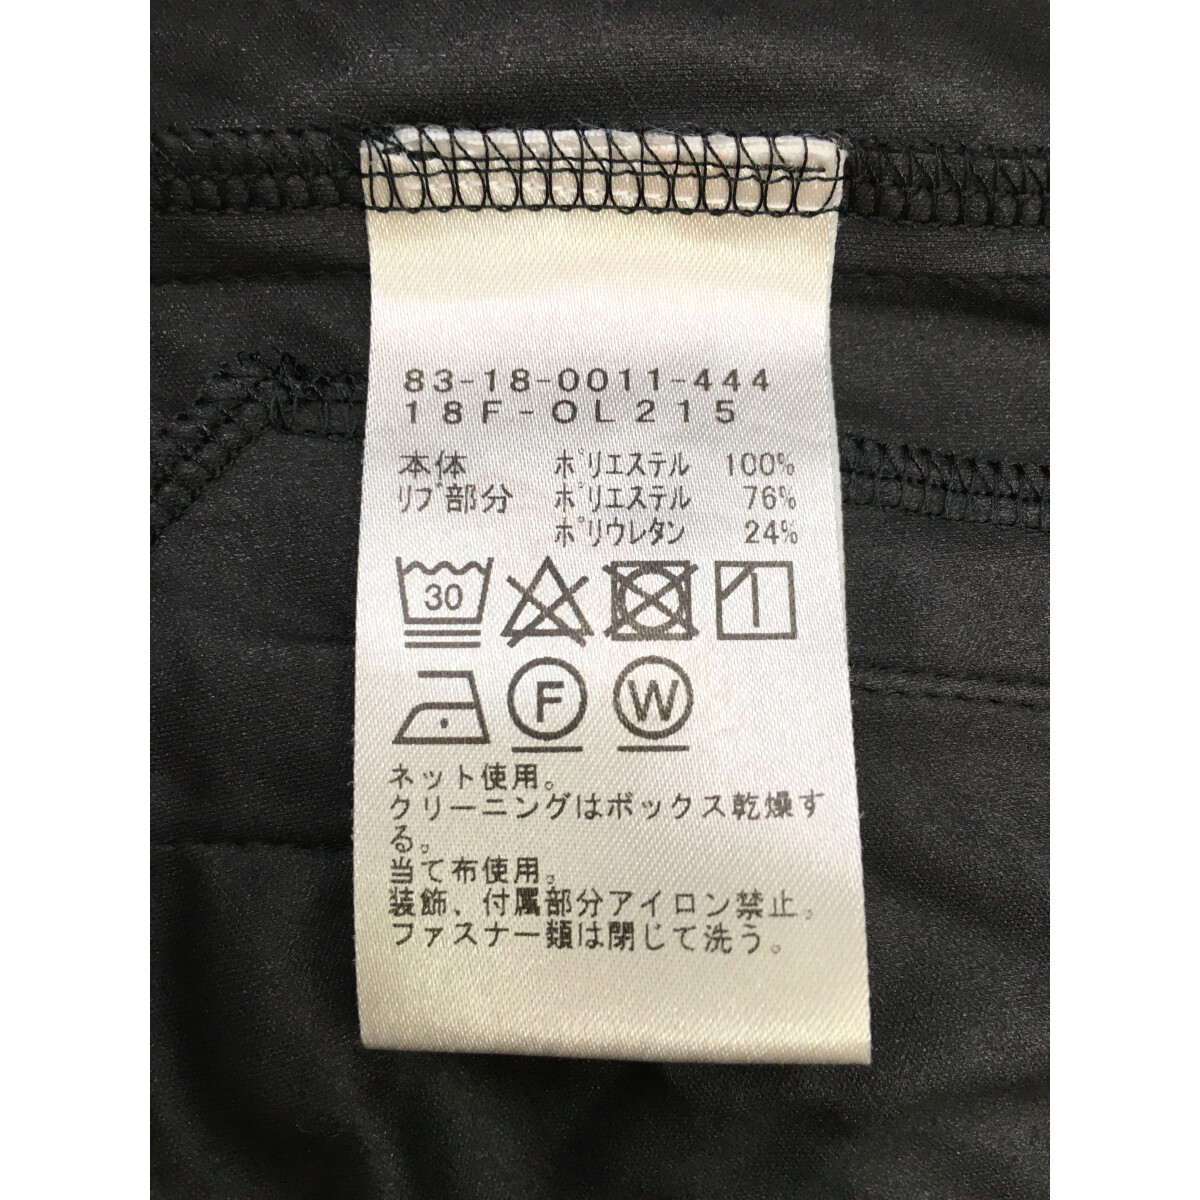 83-18-0011-444
18F-OL215
本体 ポリエステル 100%
リブ部分 ポリエステル 76%
ポリウレタン 24%
30
F W
ネット使用。
クリーニングはボックス乾燥す
る。
当て布使用。
装飾、付属部分アイロン禁止。
ファスナー類は閉じて洗う。